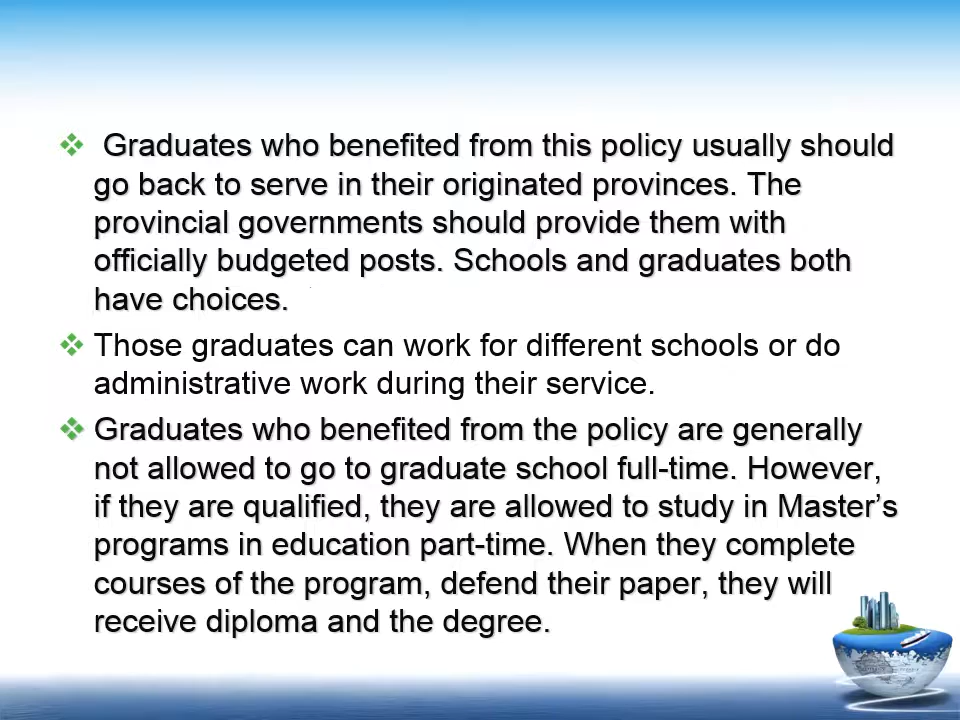 Graduates who benefited from this policy usually should
go back to serve in their originated provinces. The
provincial governments should provide them with
officially budgeted posts. Schools and graduates both
have choices.
Those graduates can work for different schools or do
administrative work during their service.
Graduates who benefited from the policy are generally
not allowed to go to graduate school full-time. However,
if they are qualified, they are allowed to study in Master’s
programs in education part-time. When they complete
courses of the program, defend their paper, they will
receive diploma and the degree.